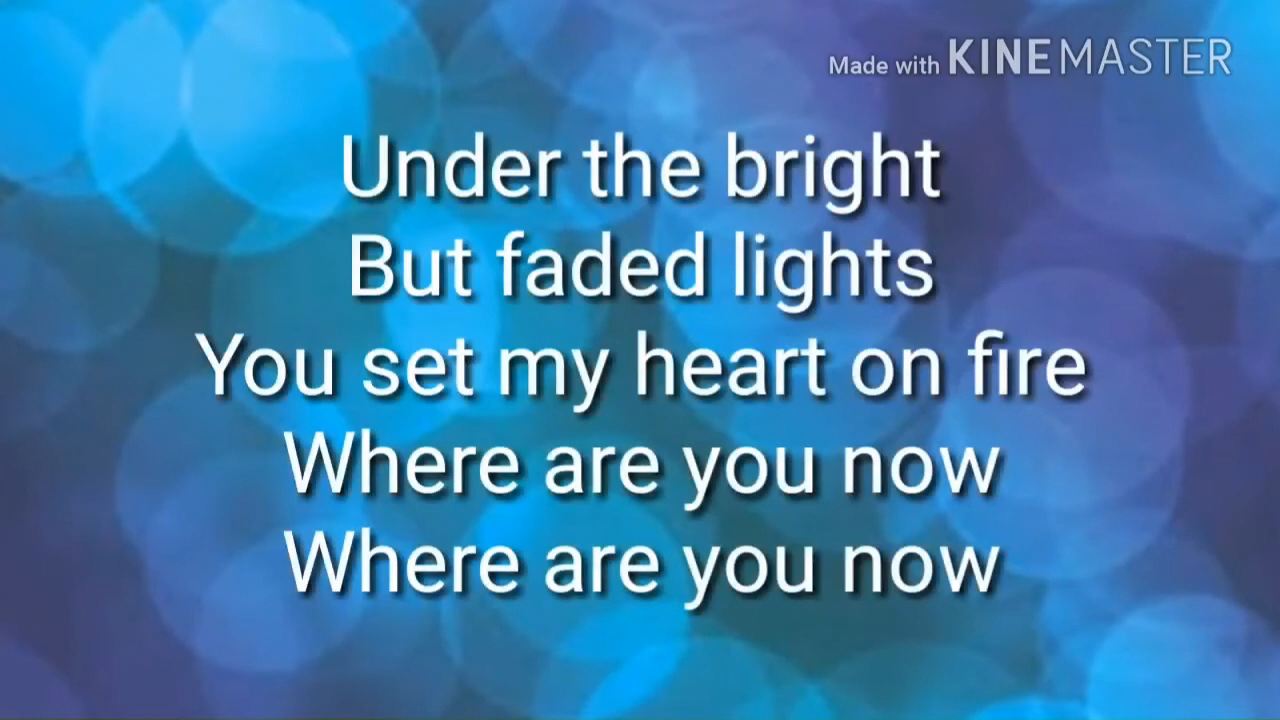 Made with KINEMASTER
Under the bright
But faded lights
You set my heart on fire
Where are you now
Where are you now